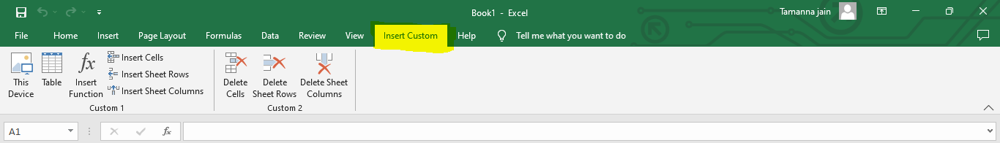 Book1 - Excel
Tamanna jain
File Home Insert Page Layout Formulas Data Review View Insert Custom Help Tell me what you want to do
This Device
Table
Insert Function
Insert Cells
Insert Sheet Rows
Insert Sheet Columns
Custom 1
Delete Cells
Delete Sheet Rows
Delete Sheet Columns
Custom 2
A1
fx